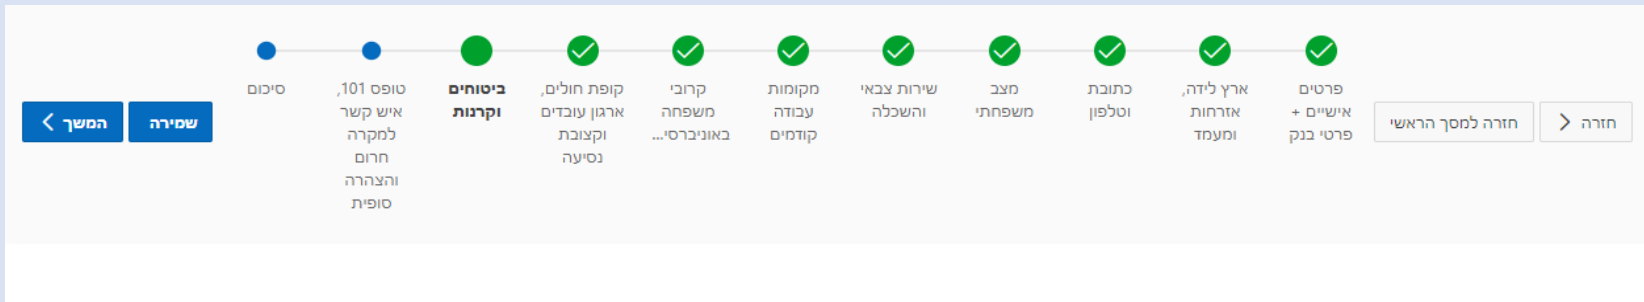 חזרה
חזרה למסך הראשי
פרטים
אישיים +
פרטי בנק
ארץ לידה,
אזרחות
ומעמד
כתובת
וטלפון
מצב
משפחתי
שירות צבאי
והשכלה
מקומות
עבודה
קודמים
קרובי
משפחה
באוניברסי...
קופת חולים,
ארגון עובדים
וקצובת
נסיעה
ביטוחים
וקרנות
טופס 101,
איש קשר
למקרה
חרום
והצהרה
סופית
סיכום
שמירה
המשך